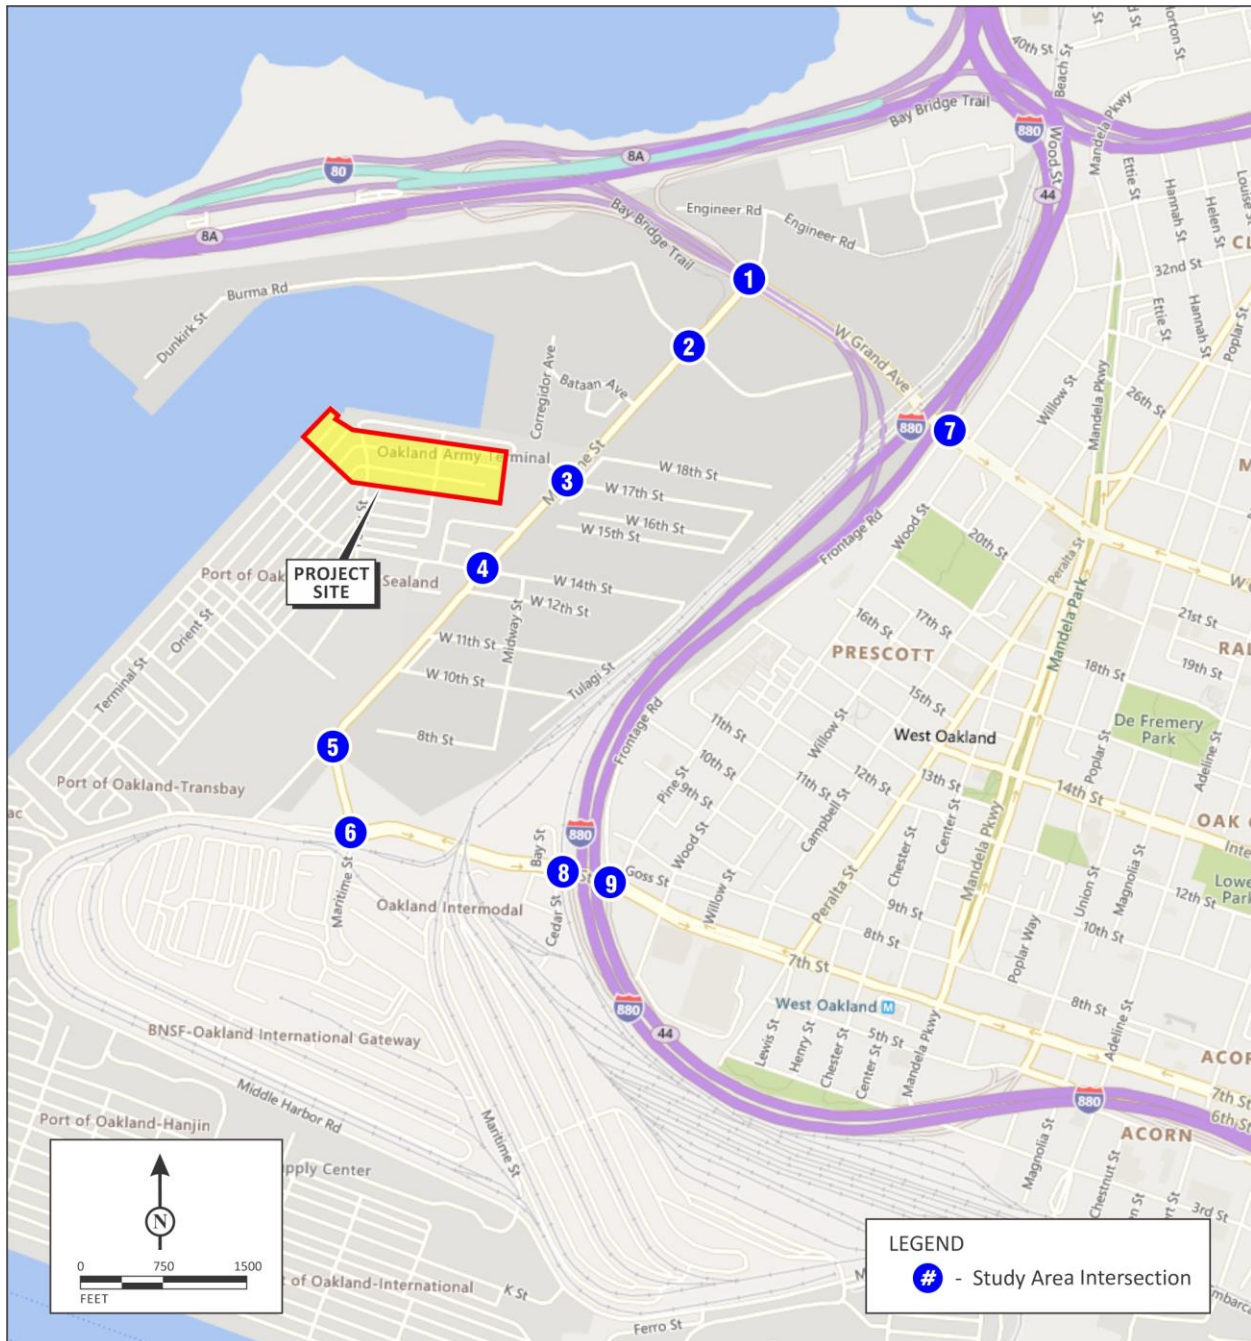 40th St
Beach St
Horton St
Mandela Pkwy
Bay Bridge Trail
880
Wood St
8A
80
44
Ettie St
Hannah St
Helen St
Louise St
Engineer Rd
Engineer Rd
Bay Bridge Trail
8A
32nd St
1
Burma Rd
Ettie St
Hannah St
Poplar St
Dunkirk St
2
W Grand Ave
Corregidor Ave
Bataan Ave
Willow St
Mandela Pkwy
26th St
880
7
Oakland Army Terminal
W 18th St
3
W 17th St
W 16th St
W 15th St
Frontage Rd
Wood St
20th St
Peralta St
PROJECT
SITE
4
Sealand
W 14th St
W 12th St
Midway St
Mandela Park
16th St
17th St
21st St
Orient St
W 11th St
PRESCOTT
18th St
19th St
Terminal St
W 10th St
Tulagi St
15th St
De Fremery
Park
8th St
Frontage Rd
11th St
Willow St
West Oakland
Poplar St
Adeline St
5
10th St
Pine St
9th St
11th St
12th St
13th St
14th St
Port of Oakland-Transbay
Campbell St
Center St
Mandela Pkwy
6
880
Bay St
Wood St
Chester St
8
9
Goss St
Willow St
Peralta St
Union St
Magnolia St
12th St
Maritime St
Oakland Intermodal
Cedar St
9th St
8th St
10th St
Poplar Way
7th St
West Oakland M
880
44
8th St
Adeline St
BNSF-Oakland International Gateway
Lewis St
Henry St
Chester St
Center St
5th St
Mandela Pkwy
7th St
6th St
880
Middle Harbor Rd
Port of Oakland-Hanjin
Maritime St
ACORN
Magnolia St
Chestnut St
3rd St
N
0 750 1500
FEET
K St
Ferro St
LEGEND
# - Study Area Intersection